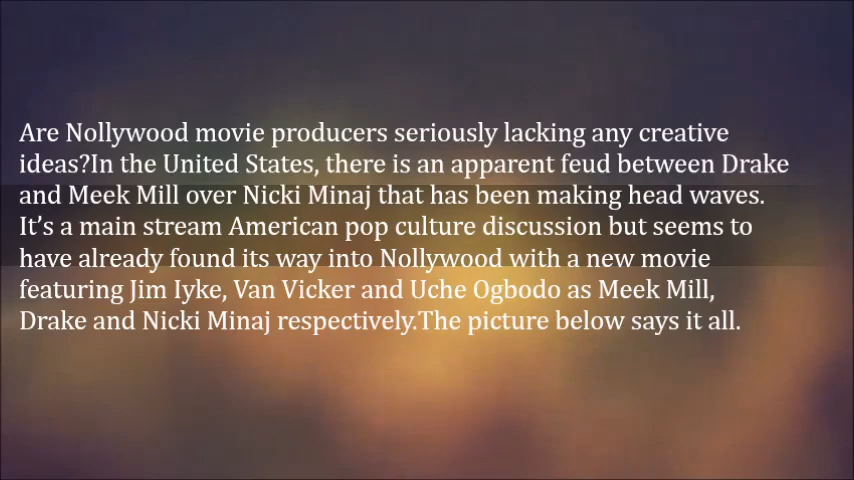 Are Nollywood movie producers seriously lacking any creative
ideas?In the United States, there is an apparent feud between Drake
and Meek Mill over Nicki Minaj that has been making head waves.
It’s a main stream American pop culture discussion but seems to
have already found its way into Nollywood with a new movie
featuring Jim Iyke, Van Vicker and Uche Ogbodo as Meek Mill,
Drake and Nicki Minaj respectively.The picture below says it all.